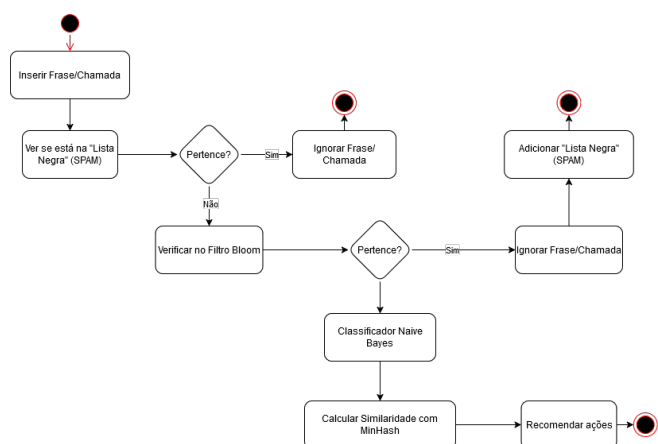 Inserir Frase/Chamada
Ver se está na "Lista
Negra" (SPAM)
Pertence?
Sim
Ignorar Frase/
Chamada
Adicionar "Lista Negra"
(SPAM)
Não
Verificar no Filtro Bloom
Pertence?
Sim
Ignorar Frase/Chamada
Classificador Naive
Bayes
Calcular Similaridade com
MinHash
Recomendar ações